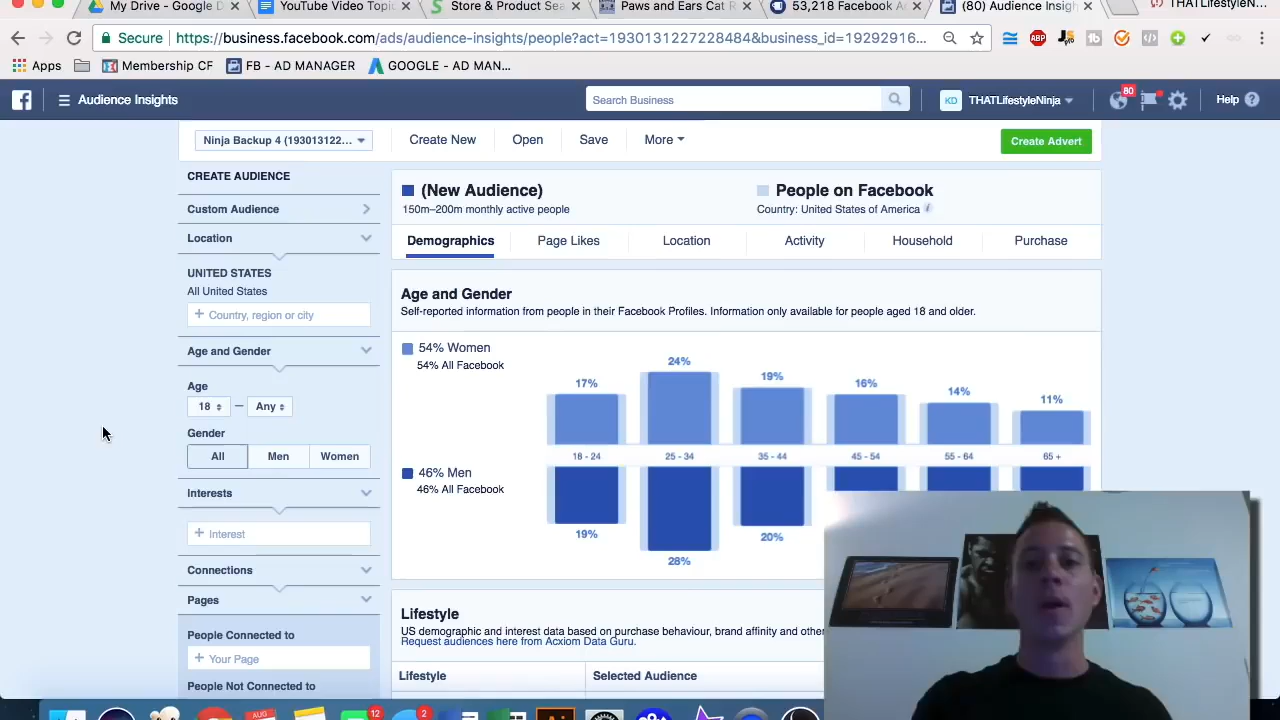 My Drive - Google D
YouTube Video Topic
Store & Product Sea
Paws and Ears Cat R
53,218 Facebook A
(80) Audience Insigh
THATLifestyleN...
Secure
https://business.facebook.com/ads/audience-insights/people?act=1930131227228484&business_id=19292916...
ABP
Apps
Membership CF
FB - AD MANAGER
GOOGLE - AD MAN...
Audience Insights
Search Business
KD
THATLifestyleNinja
80
Help
Ninja Backup 4 (193013122...
Create New
Open
Save
More
Create Advert
CREATE AUDIENCE
Custom Audience
Location
UNITED STATES
All United States
+ Country, region or city
Age and Gender
Age
18 — Any
Gender
All
Men
Women
Interests
+ Interest
Connections
Pages
People Connected to
+ Your Page
People Not Connected to
(New Audience)
150m–200m monthly active people
People on Facebook
Country: United States of America
Demographics
Page Likes
Location
Activity
Household
Purchase
Age and Gender
Self-reported information from people in their Facebook Profiles. Information only available for people aged 18 and older.
54% Women
54% All Facebook
17%
24%
19%
16%
14%
11%
18 - 24
25 - 34
35 - 44
45 - 54
55 - 64
65 +
46% Men
46% All Facebook
19%
28%
20%
Lifestyle
US demographic and interest data based on purchase behaviour, brand affinity and other
Request audiences here from Acxiom Data Guru.
Lifestyle
Selected Audience
AUG
12
2
Ai